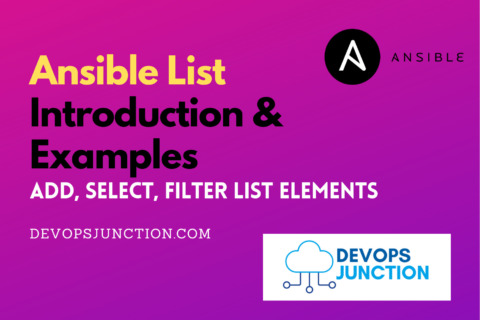 Ansible List
Introduction &
Examples
ADD, SELECT, FILTER LIST ELEMENTS
DEVOPSJUNCTION.COM
A ANSIBLE
DEVOPS
JUNCTION